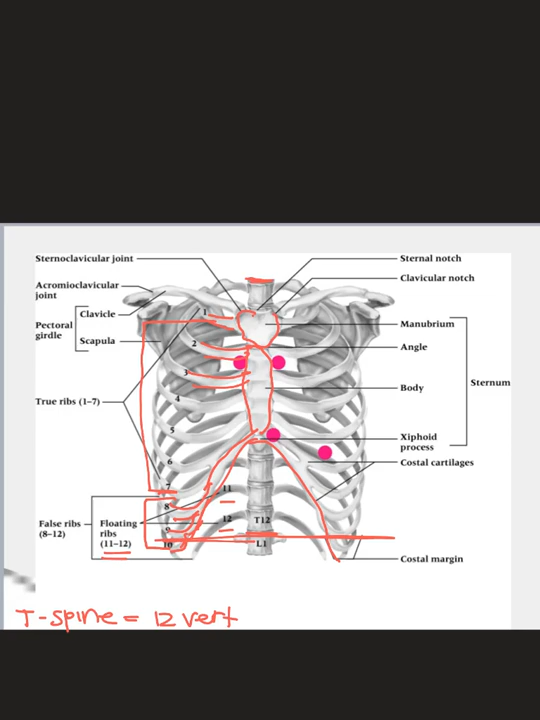 Sternoclavicular joint
Acromioclavicular
joint
Pectoral
girdle
Clavicle
Scapula
True ribs (1–7)
False ribs
(8–12)
Floating
ribs
(11–12)
1
2
3
4
5
6
7
8
9
10
11
12
T12
L1
Sternal notch
Clavicular notch
Manubrium
Angle
Body
Sternum
Xiphoid
process
Costal cartilages
Costal margin
T-spine = 12 vert